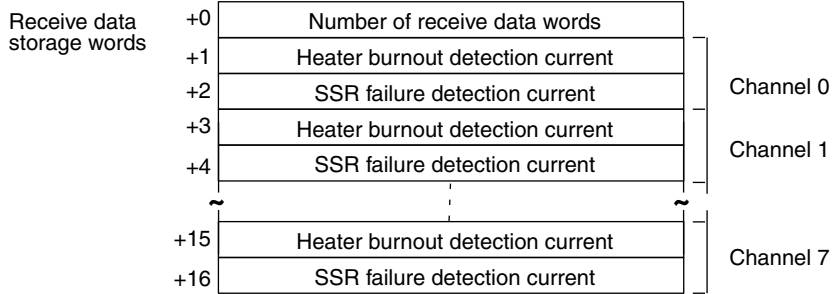 Receive data
storage words
+0 Number of receive data words
+1 Heater burnout detection current
+2 SSR failure detection current
Channel 0
+3 Heater burnout detection current
+4 SSR failure detection current
Channel 1
+15 Heater burnout detection current
+16 SSR failure detection current
Channel 7